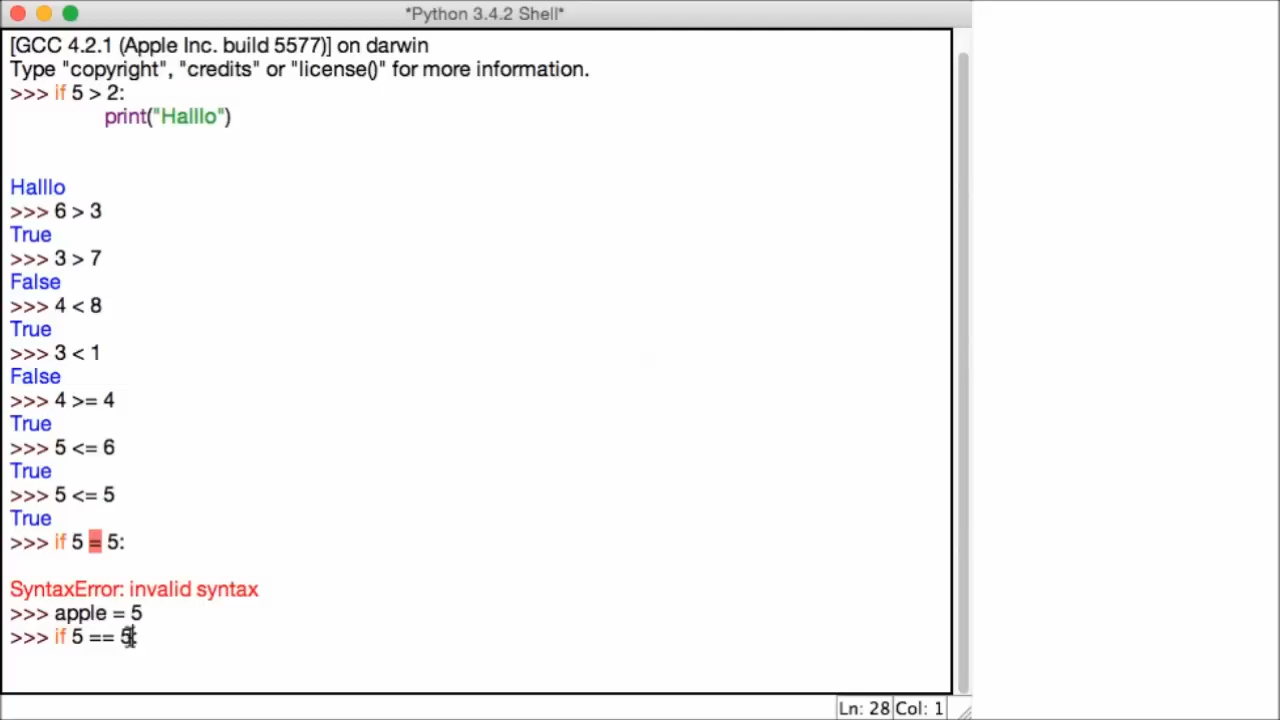 *Python 3.4.2 Shell*
[GCC 4.2.1 (Apple Inc. build 5577)] on darwin
Type "copyright", "credits" or "license()" for more information.
>>> if 5 > 2:
print("Halllo")
Halllo
>>> 6 > 3
True
>>> 3 > 7
False
>>> 4 < 8
True
>>> 3 < 1
False
>>> 4 >= 4
True
>>> 5 <= 6
True
>>> 5 <= 5
True
>>> if 5 = 5:
SyntaxError: invalid syntax
>>> apple = 5
>>> if 5 == 5:
Ln: 28 Col: 1